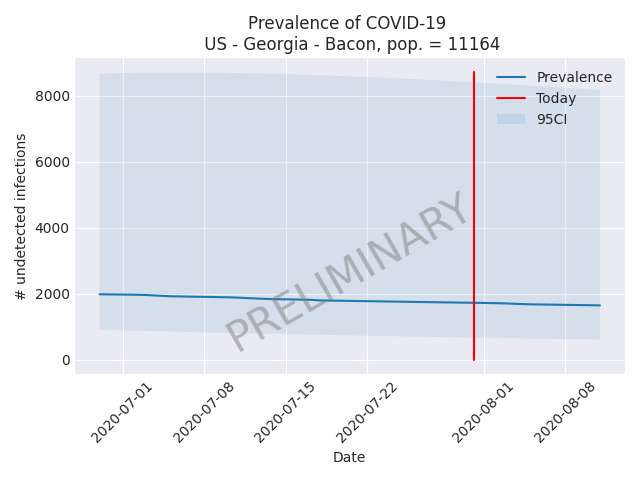 Prevalence of COVID-19
US - Georgia - Bacon, pop. = 11164
Prevalence
Today
95CI
# undetected infections
8000
6000
4000
2000
0
PRELIMINARY
2020-07-01
2020-07-08
2020-07-15
2020-07-22
2020-08-01
2020-08-08
Date